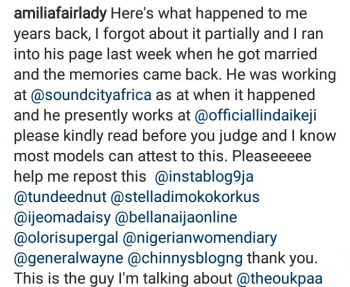 amiliafairlady Here's what happened to me
years back, I forgot about it partially and I ran
into his page last week when he got married
and the memories came back. He was working
at @soundcityafrica as at when it happened
and he presently works at @officiallindaikeji
please kindly read before you judge and I know
most models can attest to this. Pleaseeeee
help me repost this @instablog9ja
@tundeednut @stelladimokokorkus
@ijeomadaisy @bellanaijaonline
@olorisupergal @nigerianwomendiary
@generalwayne @chinnysblogng thank you.
This is the guy I'm talking about @theoukpaa